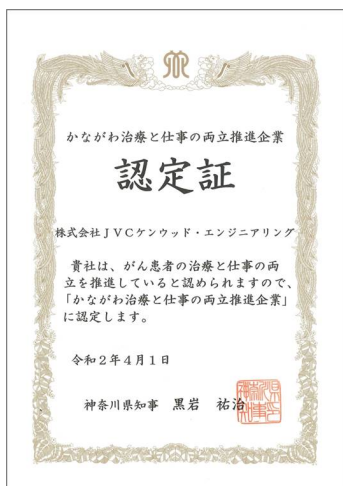 かながわ治療と仕事の両立推進企業
認定証
株式会社JVCケンウッド・エンジニアリング
貴社は、がん患者の治療と仕事の両
立を推進していると認められますので、
「かながわ治療と仕事の両立推進企業」
に認定します。
令和2年4月1日
神奈川県知事 黒岩 祐治